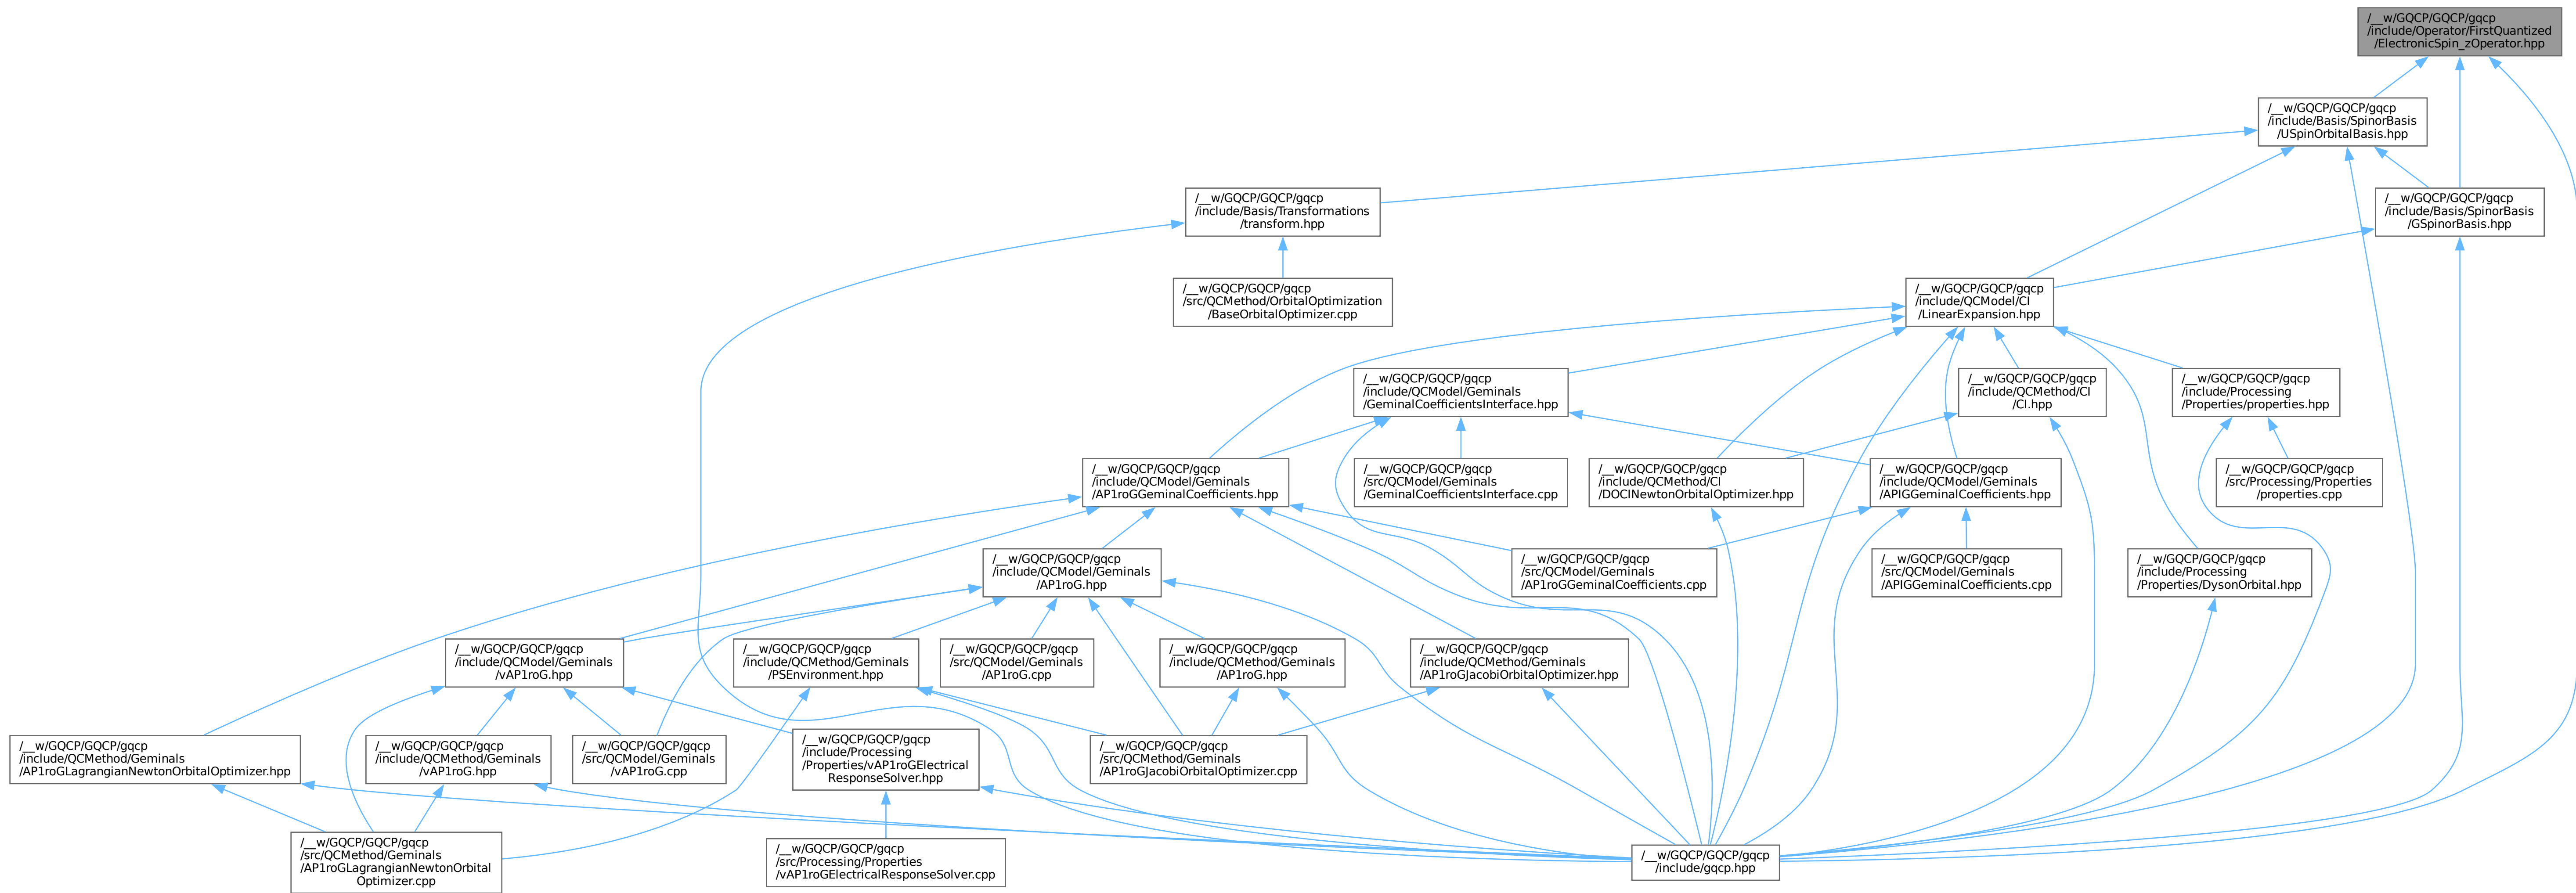 /__w/GQCP/GQCP/gqcp
/include/Operator/FirstQuantized
/ElectronicSpin_zOperator.hpp
/__w/GQCP/GQCP/gqcp
/include/Basis/SpinorBasis
/USpinOrbitalBasis.hpp
/__w/GQCP/GQCP/gqcp
/include/Basis/Transformations
/transform.hpp
/__w/GQCP/GQCP/gqcp
/include/Basis/SpinorBasis
/GSpinorBasis.hpp
/__w/GQCP/GQCP/gqcp
/src/QCMethod/OrbitalOptimization
/BaseOrbitalOptimizer.cpp
/__w/GQCP/GQCP/gqcp
/include/QCModel/CI
/LinearExpansion.hpp
/__w/GQCP/GQCP/gqcp
/include/QCModel/Geminals
/GeminalCoefficientsInterface.hpp
/__w/GQCP/GQCP/gqcp
/include/QCMethod/CI
/CI.hpp
/__w/GQCP/GQCP/gqcp
/include/Processing
/Properties/properties.hpp
/__w/GQCP/GQCP/gqcp
/include/QCModel/Geminals
/AP1roGGeminalCoefficients.hpp
/__w/GQCP/GQCP/gqcp
/src/QCModel/Geminals
/GeminalCoefficientsInterface.cpp
/__w/GQCP/GQCP/gqcp
/include/QCMethod/CI
/DOCINewtonOrbitalOptimizer.hpp
/__w/GQCP/GQCP/gqcp
/include/QCModel/Geminals
/APIGGeminalCoefficients.hpp
/__w/GQCP/GQCP/gqcp
/src/Processing/Properties
/properties.cpp
/__w/GQCP/GQCP/gqcp
/include/QCModel/Geminals
/AP1roG.hpp
/__w/GQCP/GQCP/gqcp
/src/QCModel/Geminals
/AP1roGGeminalCoefficients.cpp
/__w/GQCP/GQCP/gqcp
/src/QCModel/Geminals
/APIGGeminalCoefficients.cpp
/__w/GQCP/GQCP/gqcp
/include/Processing
/Properties/DysonOrbital.hpp
/__w/GQCP/GQCP/gqcp
/include/QCModel/Geminals
/vAP1roG.hpp
/__w/GQCP/GQCP/gqcp
/include/QCMethod/Geminals
/PSEnvironment.hpp
/__w/GQCP/GQCP/gqcp
/src/QCModel/Geminals
/AP1roG.cpp
/__w/GQCP/GQCP/gqcp
/include/QCMethod/Geminals
/AP1roG.hpp
/__w/GQCP/GQCP/gqcp
/include/QCMethod/Geminals
/AP1roGJacobiOrbitalOptimizer.hpp
/__w/GQCP/GQCP/gqcp
/include/QCMethod/Geminals
/AP1roGLagrangianNewtonOrbitalOptimizer.hpp
/__w/GQCP/GQCP/gqcp
/include/QCMethod/Geminals
/vAP1roG.hpp
/__w/GQCP/GQCP/gqcp
/src/QCModel/Geminals
/vAP1roG.cpp
/__w/GQCP/GQCP/gqcp
/include/Processing
/Properties/vAP1roGElectrical
ResponseSolver.hpp
/__w/GQCP/GQCP/gqcp
/src/QCMethod/Geminals
/AP1roGJacobiOrbitalOptimizer.cpp
/__w/GQCP/GQCP/gqcp
/src/QCMethod/Geminals
/AP1roGLagrangianNewtonOrbital
Optimizer.cpp
/__w/GQCP/GQCP/gqcp
/src/Processing/Properties
/vAP1roGElectricalResponseSolver.cpp
/__w/GQCP/GQCP/gqcp
/include/gqcp.hpp